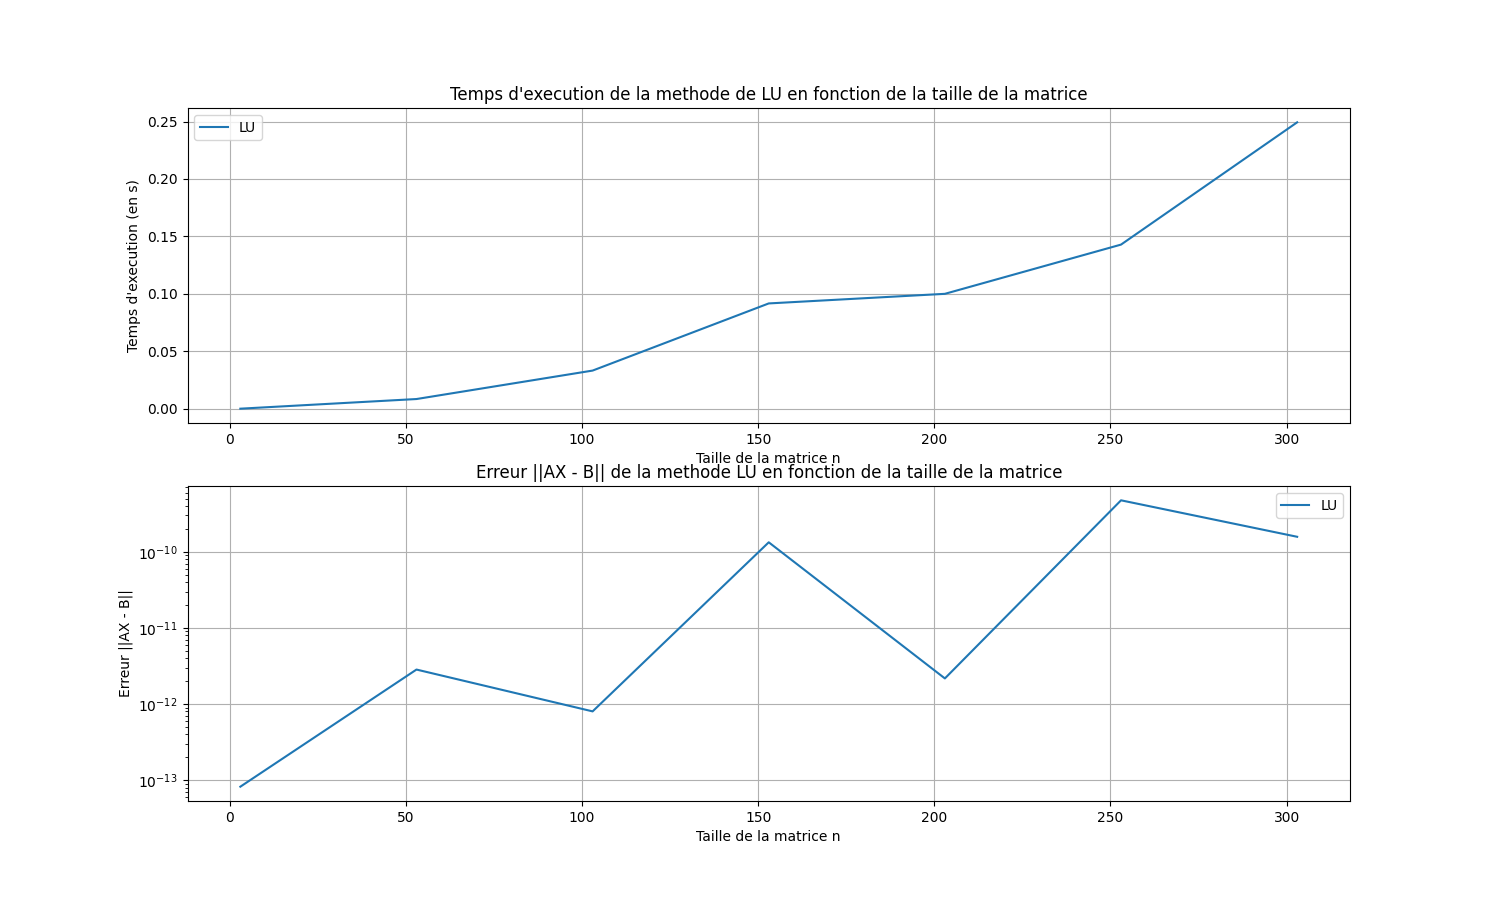 Temps d'execution de la methode de LU en fonction de la taille de la matrice
LU
Temps d'execution (en s)
0.25
0.20
0.15
0.10
0.05
0.00
0 50 100 150 200 250 300
Taille de la matrice n
Erreur ||AX - B|| de la methode LU en fonction de la taille de la matrice
LU
Erreur ||AX - B||
10⁻¹⁰
10⁻¹¹
10⁻¹²
10⁻¹³
0 50 100 150 200 250 300
Taille de la matrice n